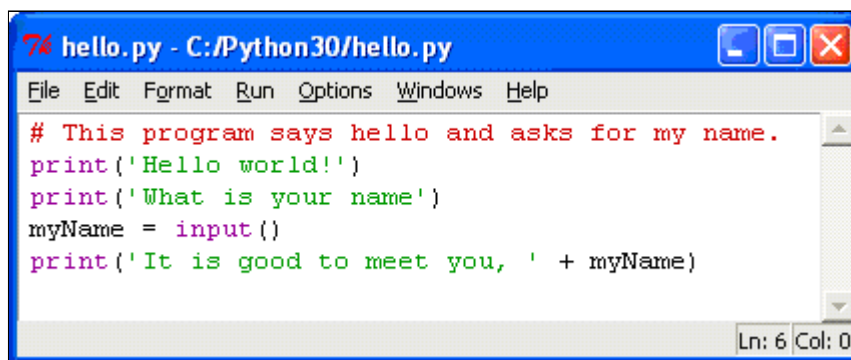 7% hello.py - C:/Python30/hello.py
File Edit Format Run Options Windows Help
# This program says hello and asks for my name.
print('Hello world!')
print('What is your name')
myName = input()
print('It is good to meet you, ' + myName)
Ln: 6 Col: 0